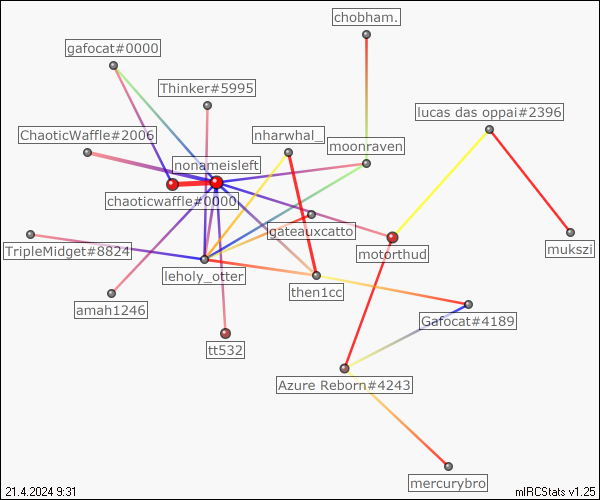 chobham.
gafocat#0000
Thinker#5995
lucas das oppai#2396
ChaoticWaffle#2006
nharwhal_
moonraven
nonameisleft
chaoticwaffle#0000
gateauxcatto
TripleMidget#8824
motorthud
mukszi
leholy_otter
then1cc
amah1246
Gafocat#4189
tt532
Azure Reborn#4243
mercurybro
21.4.2024 9:31
mIRCStats v1.25